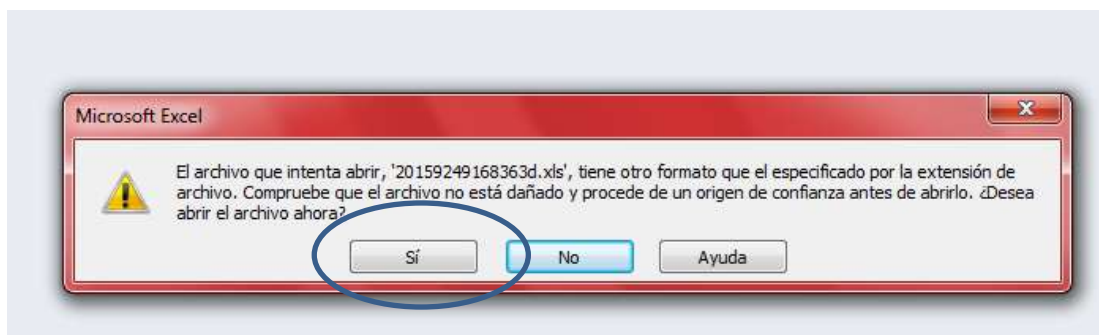 Microsoft Excel
El archivo que intenta abrir, '20159249168363d.xls', tiene otro formato que el especificado por la extensión de
archivo. Compruebe que el archivo no está dañado y procede de un origen de confianza antes de abrirlo. ¿Desea
abrir el archivo ahora?
Sí No Ayuda